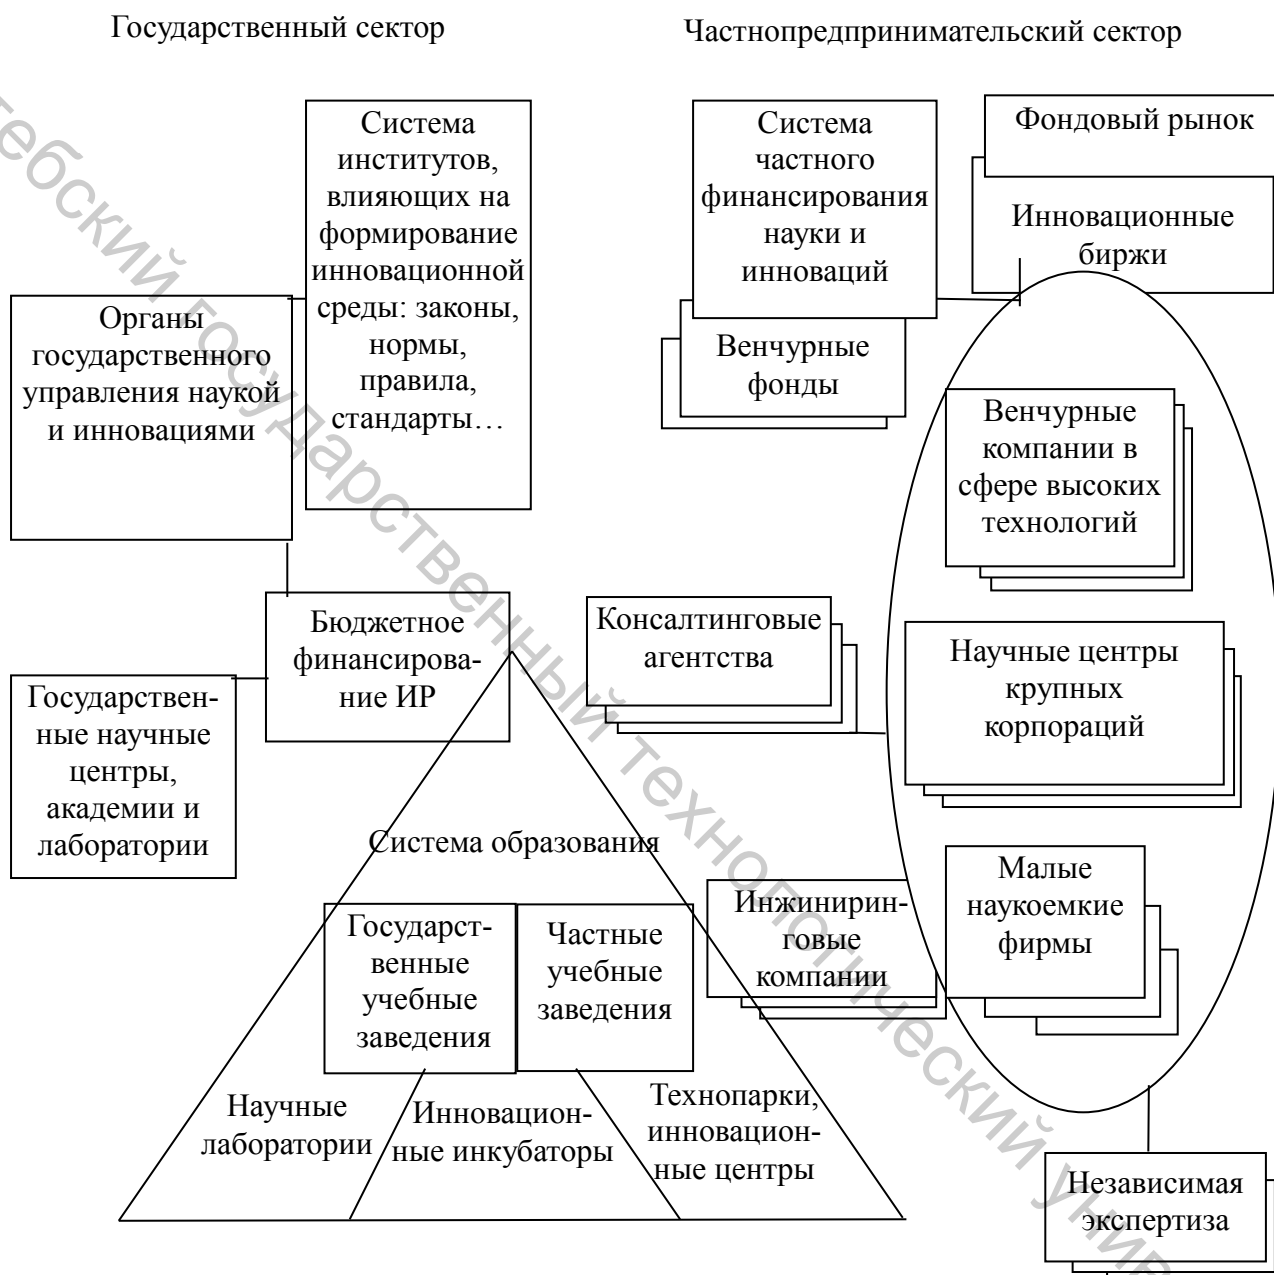 Государственный сектор
Частнопредпринимательский сектор
Система
институтов,
влияющих на
формирование
инновационной
среды: законы,
нормы,
правила,
стандарты…
Органы
государственного
управления наукой
и инновациями
Бюджетное
финансирова-
ние ИР
Государствен-
ные научные
центры,
академии и
лаборатории
Система
частного
финансирования
науки и
инноваций
Венчурные
фонды
Фондовый рынок
Инновационные
биржи
Венчурные
компании в
сфере высоких
технологий
Консалтинговые
агентства
Научные центры
крупных
корпораций
Инжинирин-
говые
компании
Малые
наукоемкие
фирмы
Система образования
Государст-
венные
учебные
заведения
Частные
учебные
заведения
Научные
лаборатории
Инновацион-
ные инкубаторы
Технопарки,
инновацион-
ные центры
Независимая
экспертиза
тебский государственный технологический унив